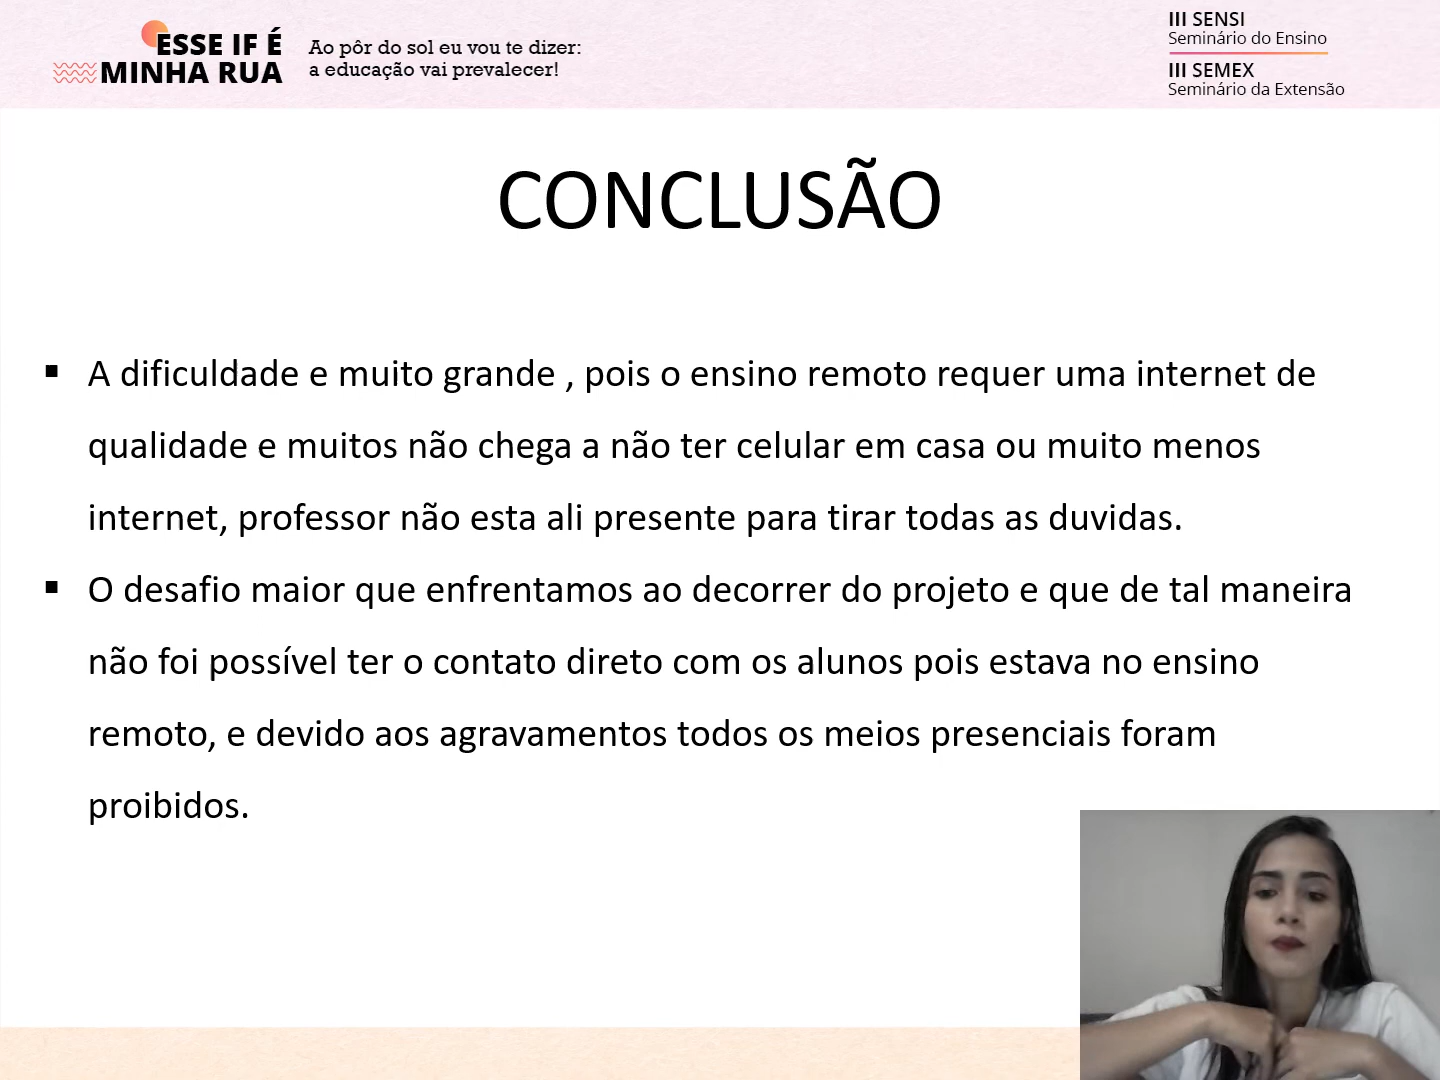 ESSE IF É
MINHA RUA
Ao pôr do sol eu vou te dizer:
a educação vai prevalecer!
III SENSI
Seminário do Ensino
III SEMEX
Seminário da Extensão
CONCLUSÃO
▪ A dificuldade e muito grande , pois o ensino remoto requer uma internet de
qualidade e muitos não chega a não ter celular em casa ou muito menos
internet, professor não esta ali presente para tirar todas as duvidas.
▪ O desafio maior que enfrentamos ao decorrer do projeto e que de tal maneira
não foi possível ter o contato direto com os alunos pois estava no ensino
remoto, e devido aos agravamentos todos os meios presenciais foram
proibidos.